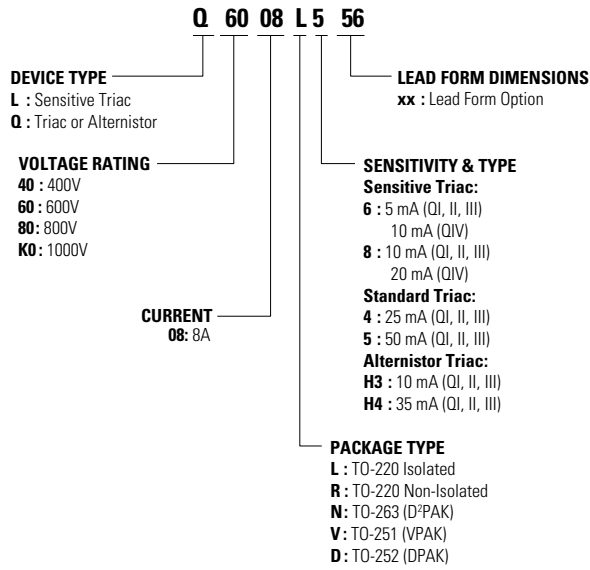 Q 60 08 L 5 56
DEVICE TYPE
L : Sensitive Triac
Q : Triac or Alternistor
VOLTAGE RATING
40 : 400V
60 : 600V
80: 800V
K0: 1000V
CURRENT
08: 8A
LEAD FORM DIMENSIONS
xx : Lead Form Option
SENSITIVITY & TYPE
Sensitive Triac:
6 : 5 mA (QI, II, III)
10 mA (QIV)
8 : 10 mA (QI, II, III)
20 mA (QIV)
Standard Triac:
4 : 25 mA (QI, II, III)
5 : 50 mA (QI, II, III)
Alternistor Triac:
H3 : 10 mA (QI, II, III)
H4 : 35 mA (QI, II, III)
PACKAGE TYPE
L : TO-220 Isolated
R : TO-220 Non-Isolated
N: TO-263 (D²PAK)
V: TO-251 (VPAK)
D: TO-252 (DPAK)